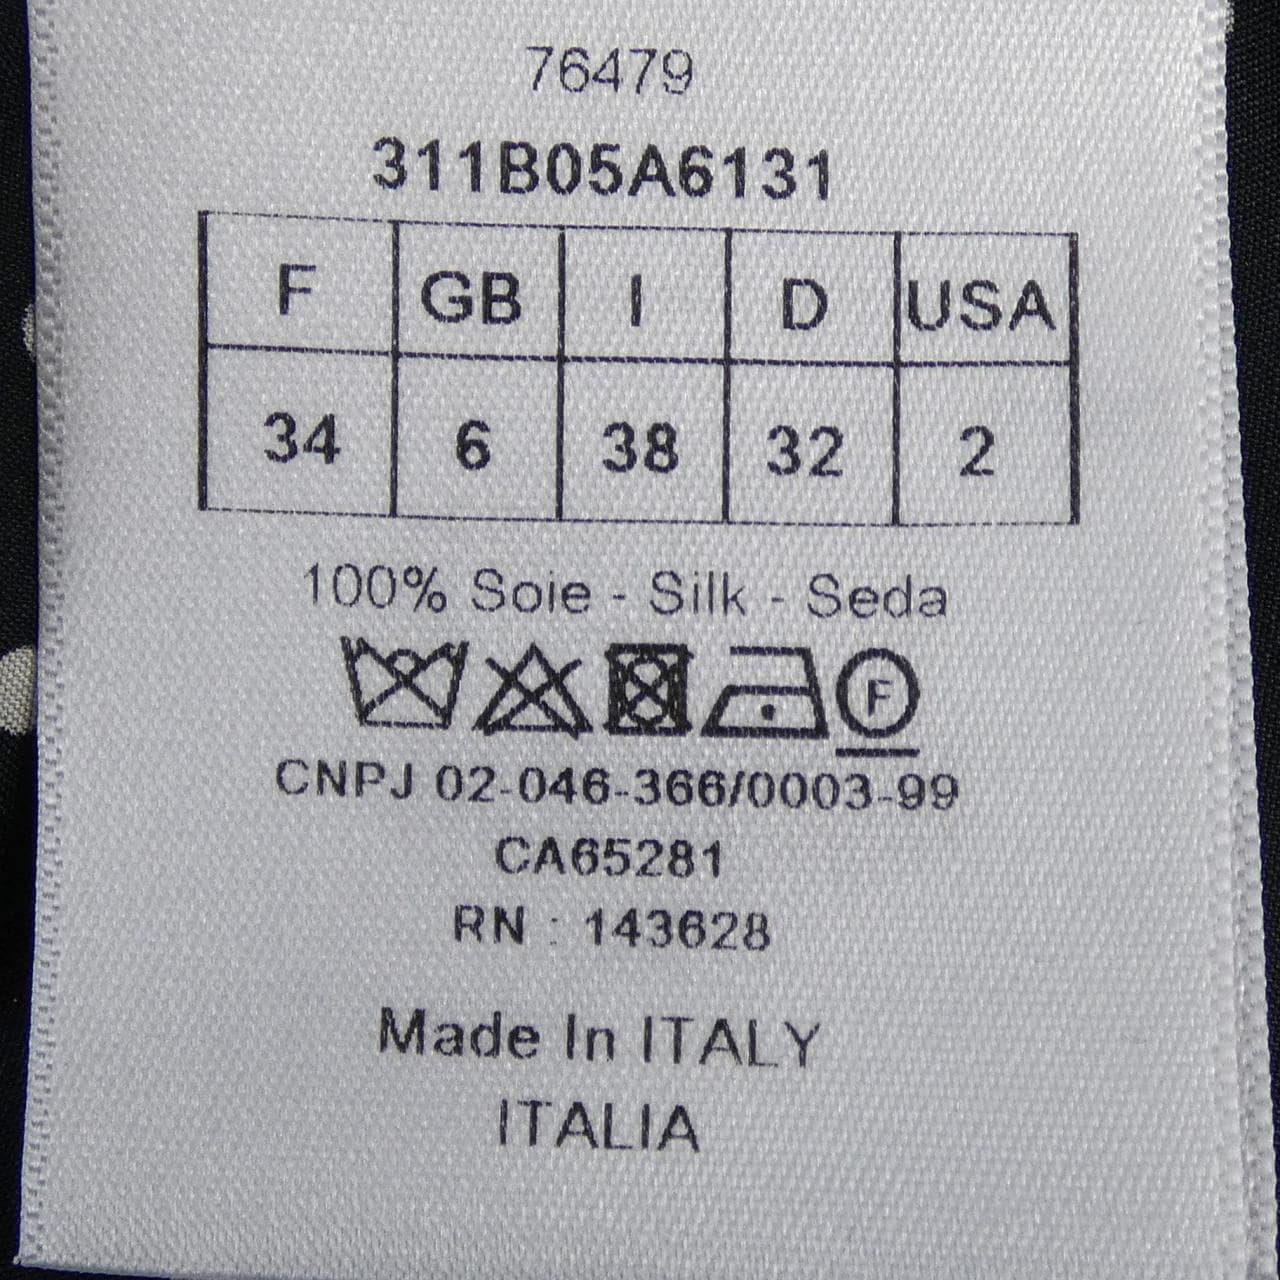 76479
311B05A6131
F GB I D USA
34 6 38 32 2
100% Soie - Silk - Seda
F
CNPJ 02-046-366/0003-99
CA65281
RN : 143628
Made In ITALY
ITALIA